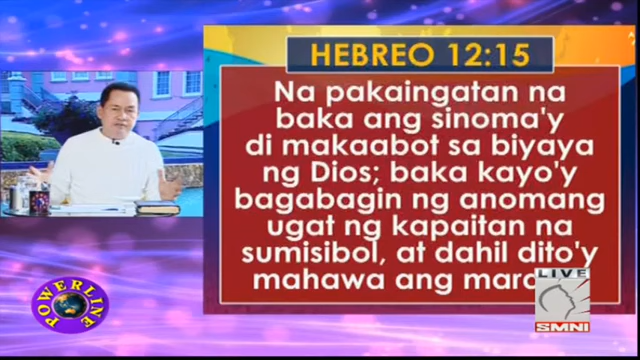 HEBREO 12:15
Na pakaingatan na
baka ang sinoma'y
di makaabot sa biyaya
ng Dios; baka kayo'y
bagabagin ng anomang
ugat ng kapaitan na
sumisibol, at dahil dito'y
mahawa ang
POWERLINE
LIVE
SMNI